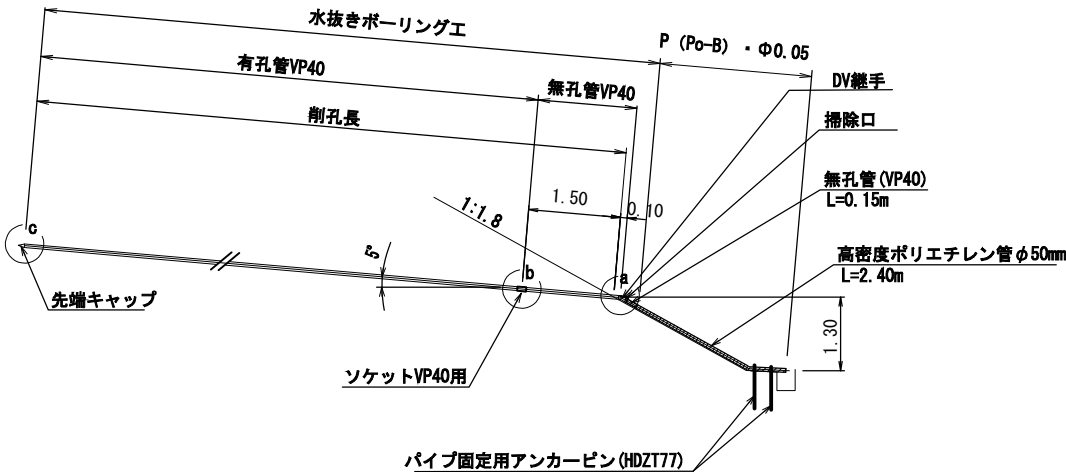 水抜きボーリング工
P (Po-B) ・ Φ0.05
有孔管VP40
無孔管VP40
DV継手
削孔長
掃除口
無孔管(VP40)
L=0.15m
1.50
0.10
1:1.8
c
5°
b
a
高密度ポリエチレン管φ50mm
L=2.40m
先端キャップ
1.30
ソケットVP40用
パイプ固定用アンカーピン(HDZT77)